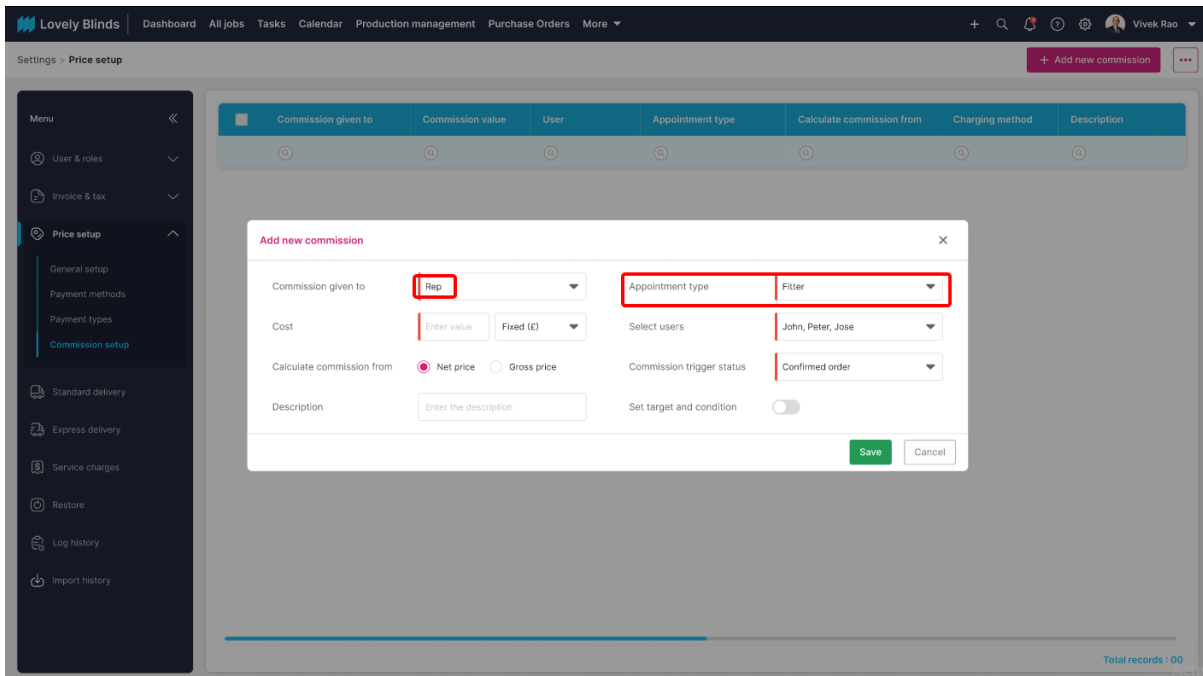 Lovely Blinds Dashboard All jobs Tasks Calendar Production management Purchase Orders More Vivek Rao
Settings > Price setup + Add new commission
Menu
User & roles
Invoice & tax
Price setup
General setup
Payment methods
Payment types
Commission setup
Standard delivery
Express delivery
Service charges
Restore
Log history
Import history
Commission given to Commission value User Appointment type Calculate commission from Charging method Description
Add new commission
Commission given to Rep Appointment type Fitter
Cost Enter value Fixed (£) Select users John, Peter, Jose
Calculate commission from Net price Gross price Commission trigger status Confirmed order
Description Enter the description Set target and condition
Save Cancel
Total records : 00